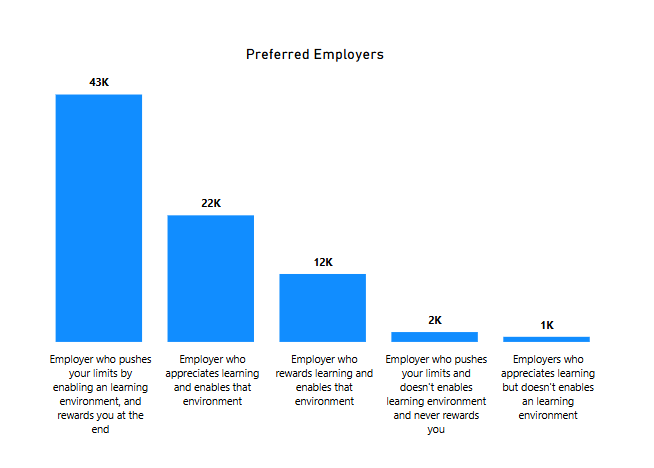 Preferred Employers
43K
22K
12K
2K
1K
Employer who pushes
your limits by
enabling an learning
environment, and
rewards you at the
end
Employer who
appreciates learning
and enables that
environment
Employer who
rewards learning and
enables that
environment
Employer who pushes
your limits and
doesn't enables
learning environment
and never rewards
you
Employers who
appreciates learning
but doesn't enables
an learning
environment